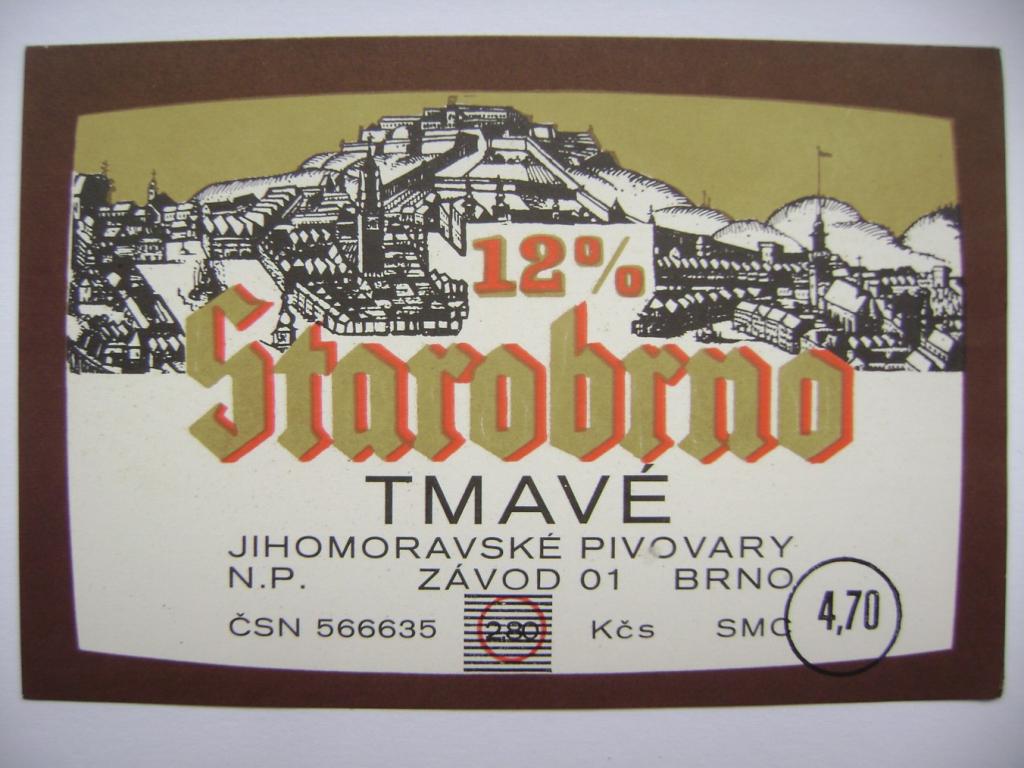 12%
Starobrno
TMAVÉ
JIHOMORAVSKÉ PIVOVARY
N.P. ZÁVOD 01 BRNO
ČSN 566635 2,80 Kčs SMC 4,70